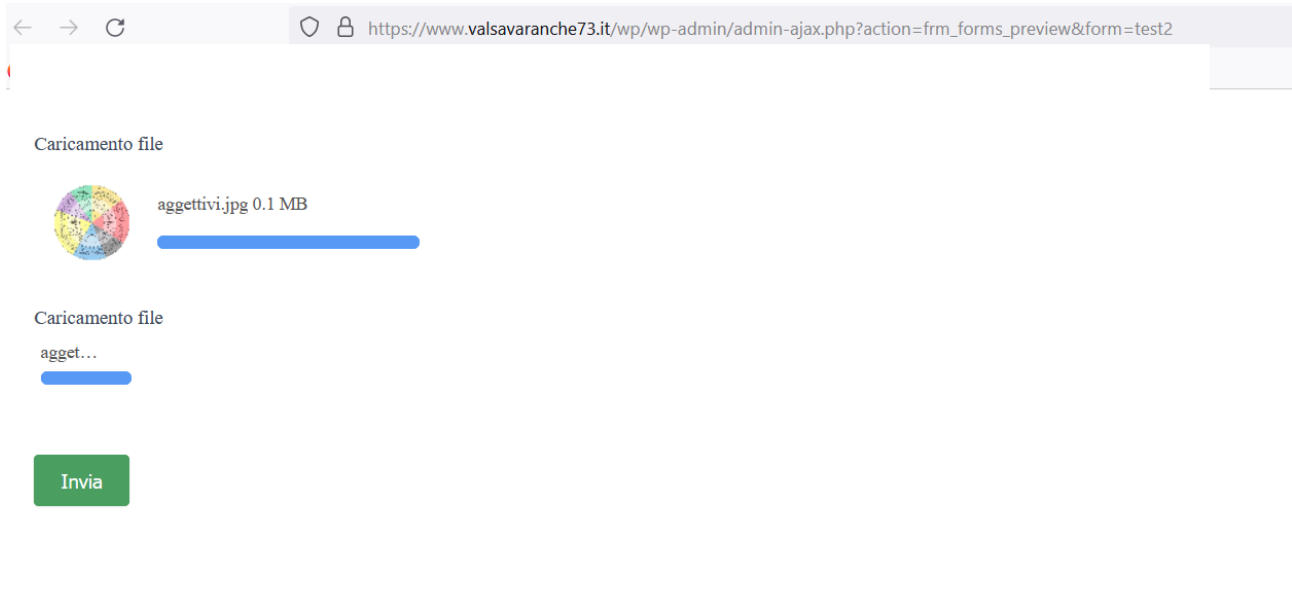 https://www.valsavaranche73.it/wp/wp-admin/admin-ajax.php?action=frm_forms_preview&form=test2
Caricamento file
aggettivi.jpg 0.1 MB
Caricamento file
agget…
Invia